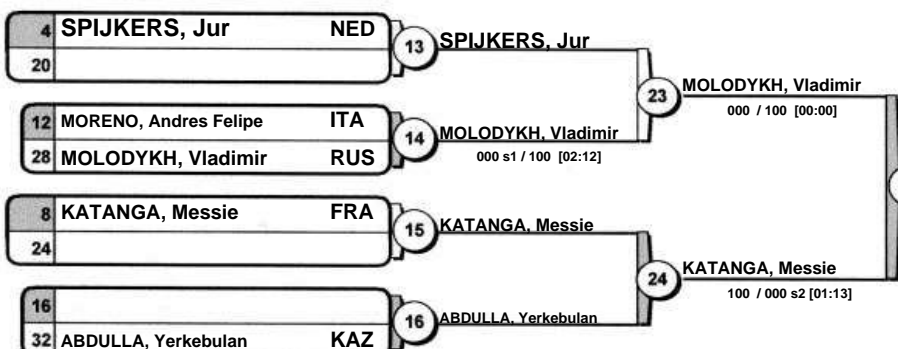 4 SPIJKERS, Jur NED
20
13 SPIJKERS, Jur
12 MORENO, Andres Felipe ITA
28 MOLODYKH, Vladimir RUS
14 MOLODYKH, Vladimir
000 s1 / 100 [02:12]
23 MOLODYKH, Vladimir
000 / 100 [00:00]
8 KATANGA, Messie FRA
24
15 KATANGA, Messie
16
32 ABDULLA, Yerkebulan KAZ
16 ABDULLA, Yerkebulan
24 KATANGA, Messie
100 / 000 s2 [01:13]